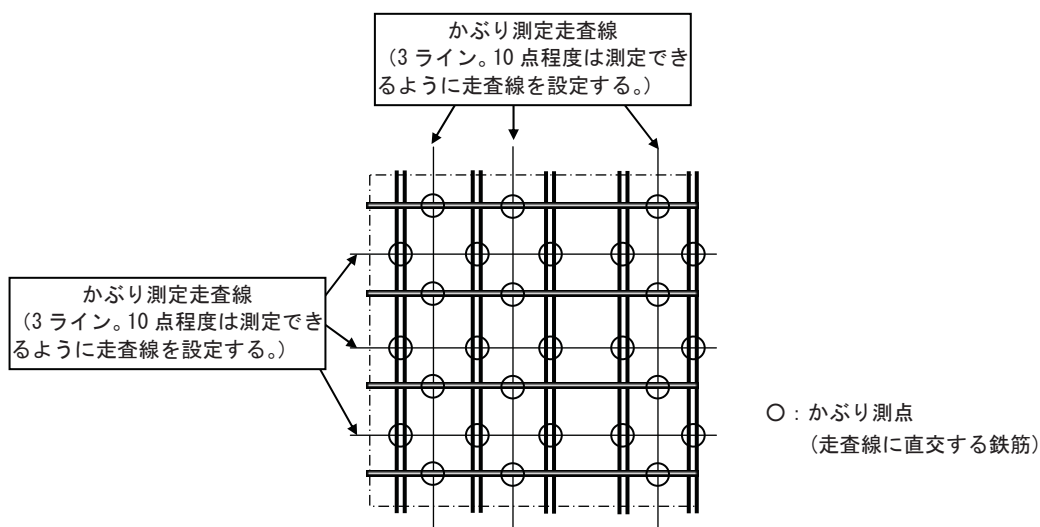 かぶり測定走査線
（3 ライン。10 点程度は測定でき
るように走査線を設定する。）
かぶり測定走査線
（3 ライン。10 点程度は測定でき
るように走査線を設定する。）
○：かぶり測点
（走査線に直交する鉄筋）